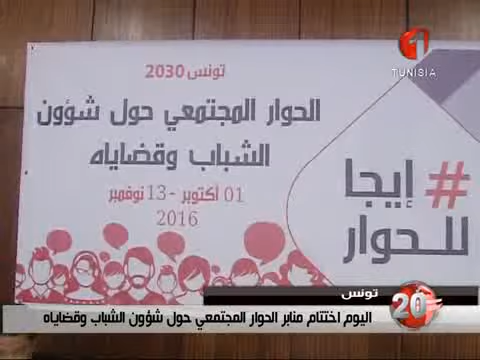 1
TUNISIA
تونس 2030
الحوار المجتمعي حول شؤون
الشباب وقضاياه
01 أكتوبر - 13 نوفمبر
2016
# إيجا
للحوار
تونس
20
اليوم اختتام منابر الحوار المجتمعي حول شؤون الشباب وقضاياه